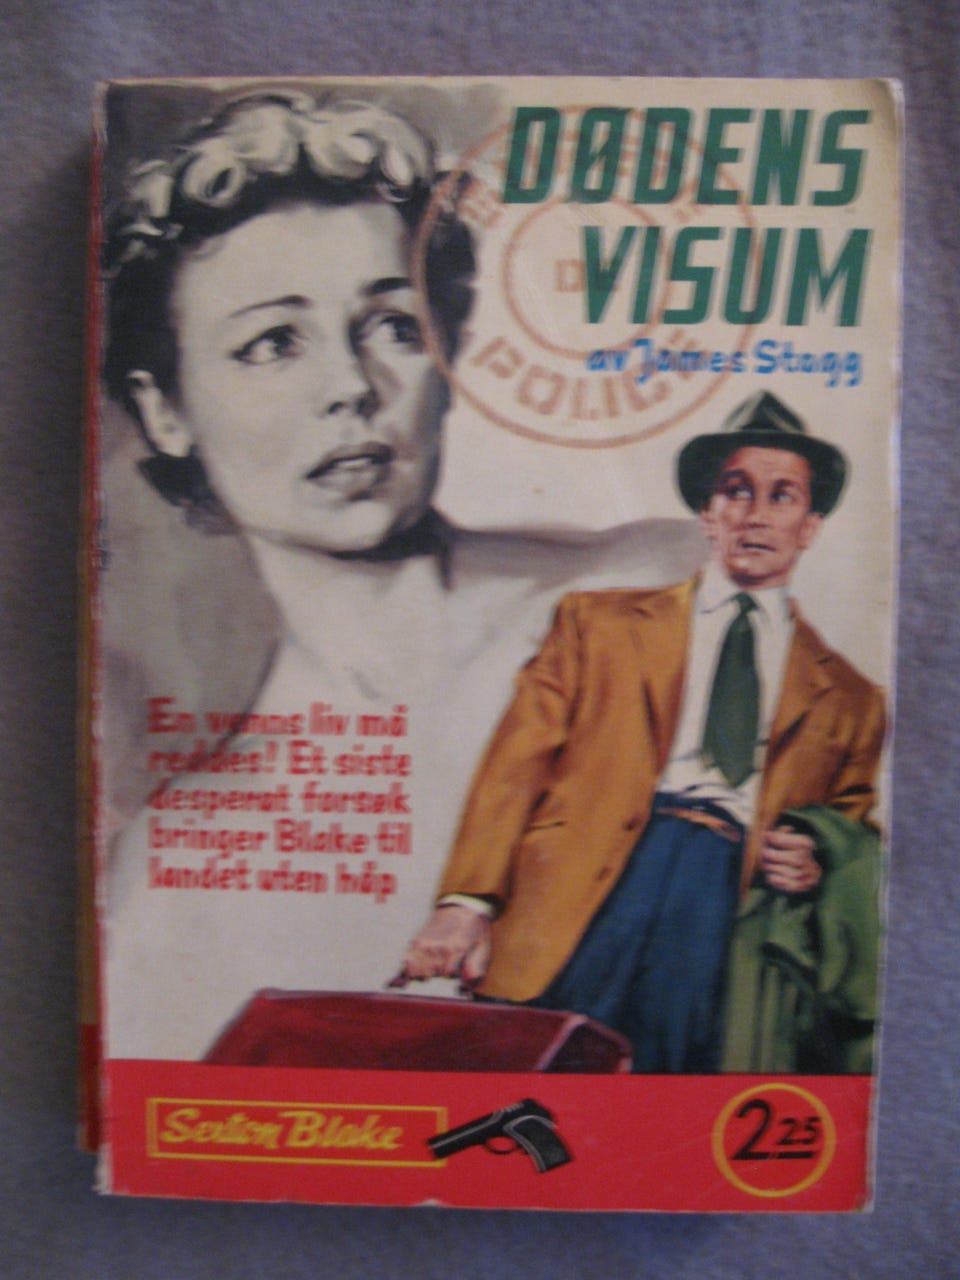 DØDENS
VISUM
av James Stagg
POLICIA
En venns liv må
reddes! Et siste
desperat forsøk
bringer Blake til
landet uten håp
Sexton Blake
2.25